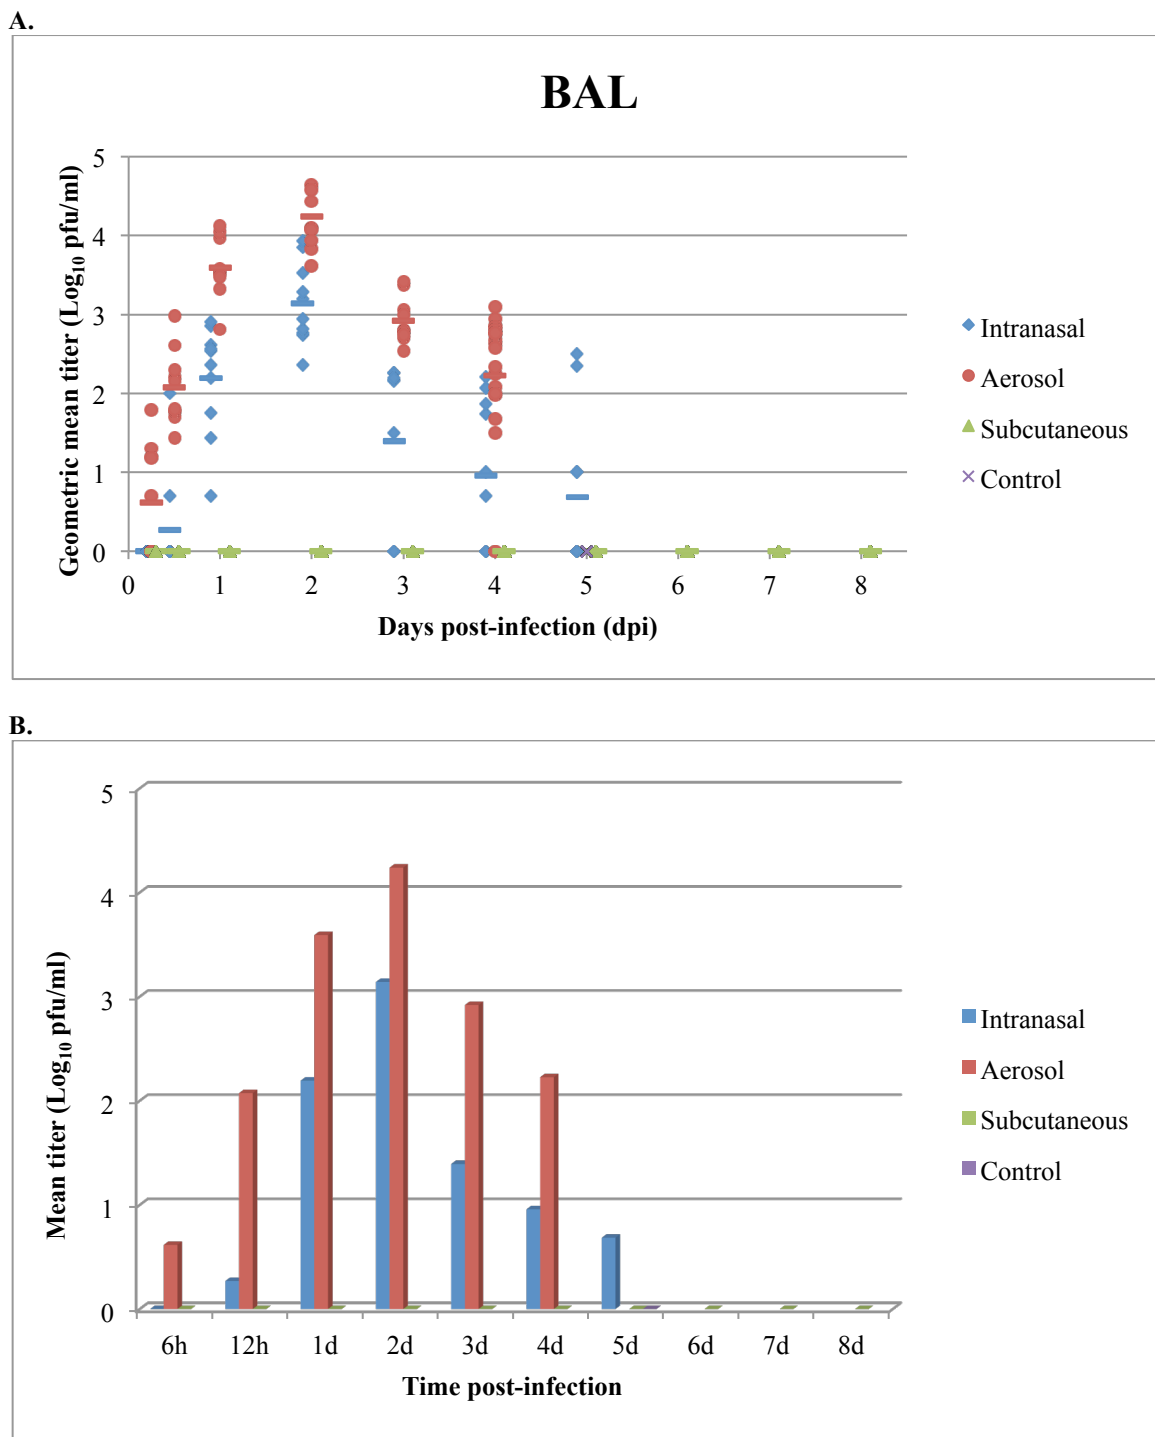 A.
BAL
Geometric mean titer (Log10 pfu/ml)
5
4
3
2
1
0
0 1 2 3 4 5 6 7 8
Days post-infection (dpi)
Intranasal
Aerosol
Subcutaneous
Control
B.
Mean titer (Log10 pfu/ml)
5
4
3
2
1
0
6h 12h 1d 2d 3d 4d 5d 6d 7d 8d
Time post-infection
Intranasal
Aerosol
Subcutaneous
Control